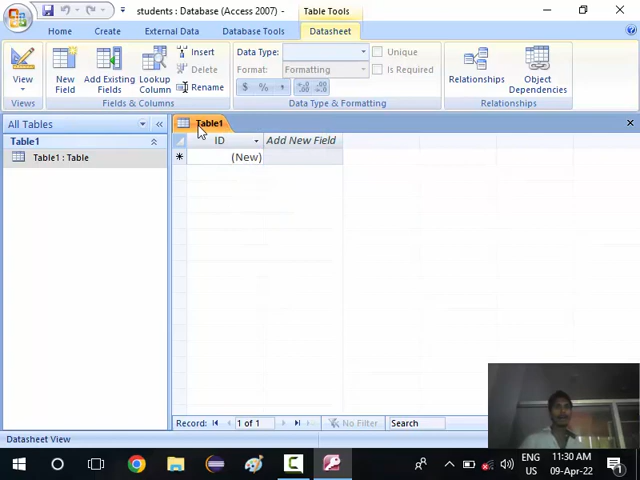 students : Database (Access 2007) -
Table Tools
Home
Create
External Data
Database Tools
Datasheet
View
Views
New Field
Add Existing Fields
Lookup Column
Insert
Delete
Rename
Fields & Columns
Data Type:
Format:
Formatting
Unique
Is Required
$ % ,
Data Type & Formatting
Relationships
Object Dependencies
Relationships
All Tables
Table1
Table1 : Table
Table1
ID
Add New Field
(New)
Record:
1 of 1
No Filter
Search
Datasheet View
ENG
US
11:30 AM
09-Apr-22
1